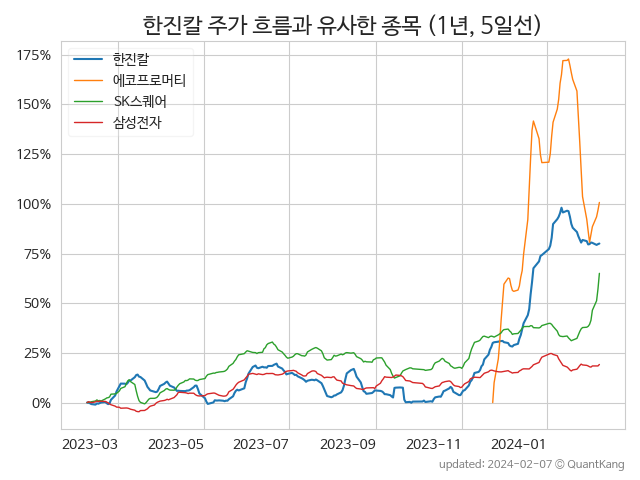 한진칼 주가 흐름과 유사한 종목 (1년, 5일선)
175%
150%
125%
100%
75%
50%
25%
0%
한진칼
에코프로머티
SK스퀘어
삼성전자
2023-03
2023-05
2023-07
2023-09
2023-11
2024-01
updated: 2024-02-07 © QuantKang